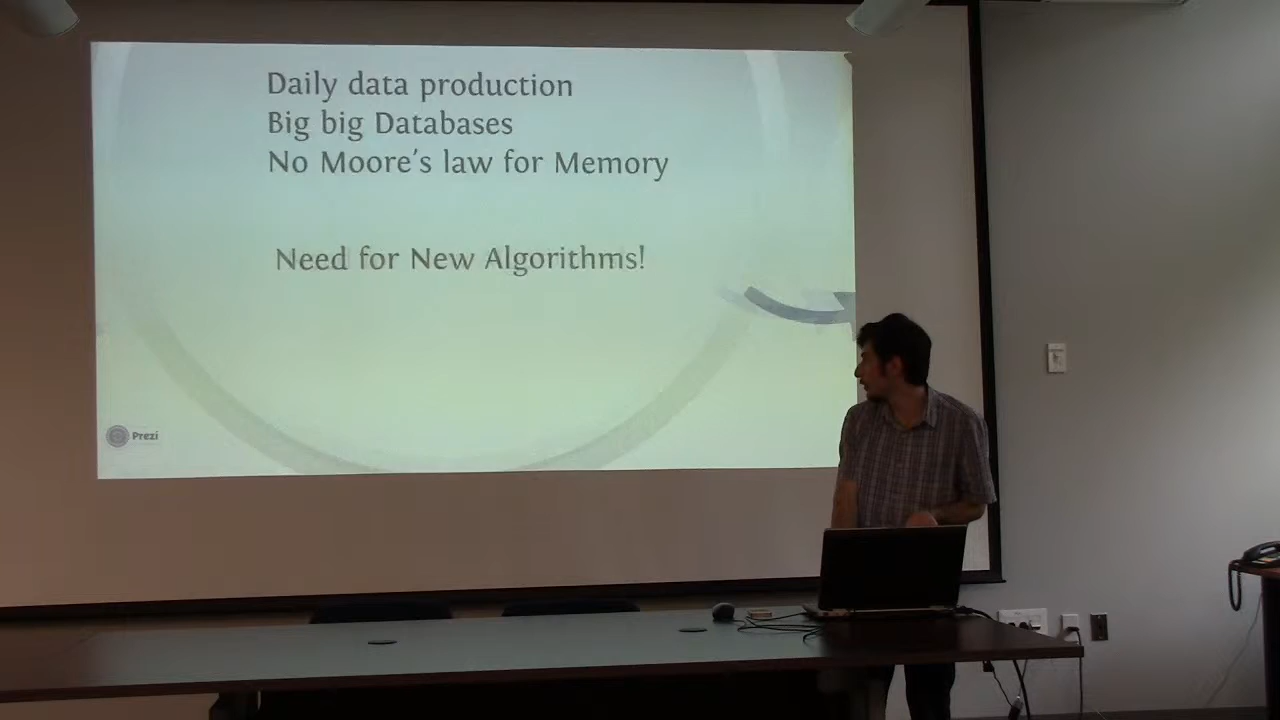 Daily data production
Big big Databases
No Moore's law for Memory
Need for New Algorithms!
Prezi